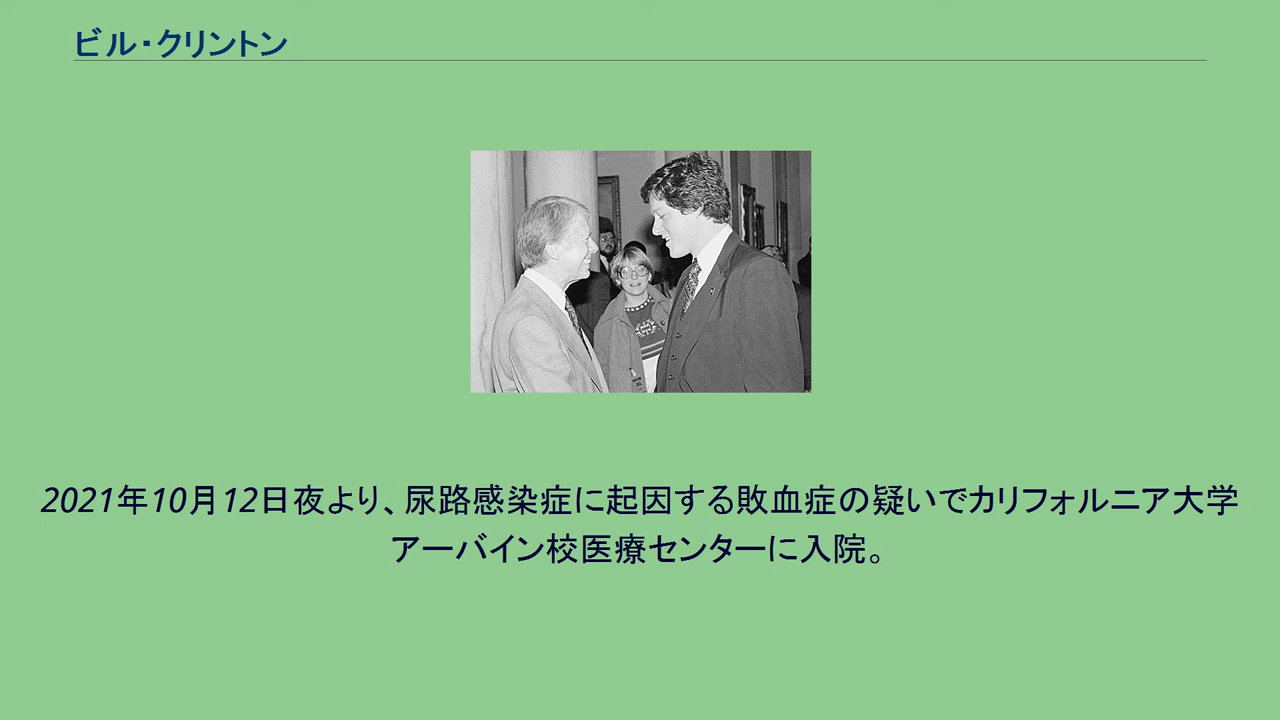 ビル・クリントン
2021年10月12日夜より、尿路感染症に起因する敗血症の疑いでカリフォルニア大学
アーバイン校医療センターに入院。